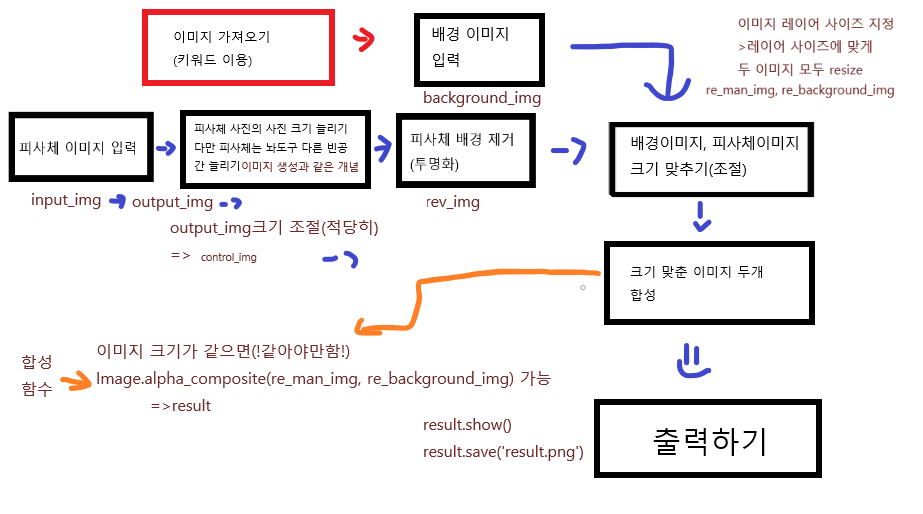 이미지 가져오기
(키워드 이용)
배경 이미지
입력
background_img
이미지 레이어 사이즈 지정
>레이어 사이즈에 맞게
두 이미지 모두 resize
re_man_img, re_background_img
피사체 이미지 입력
input_img
피사체 사진의 사진 크기 늘리기
다만 피사체는 놔도구 다른 빈공
간 늘리기이미지 생성과 같은 개념
output_img
output_img크기 조절(적당히)
=> control_img
피사체 배경 제거
(투명화)
rev_img
배경이미지, 피사체이미지
크기 맞추기(조절)
크기 맞춘 이미지 두개
합성
합성
함수
이미지 크기가 같으면(!같아야만함!)
Image.alpha_composite(re_man_img, re_background_img) 가능
=>result
result.show()
result.save('result.png')
출력하기